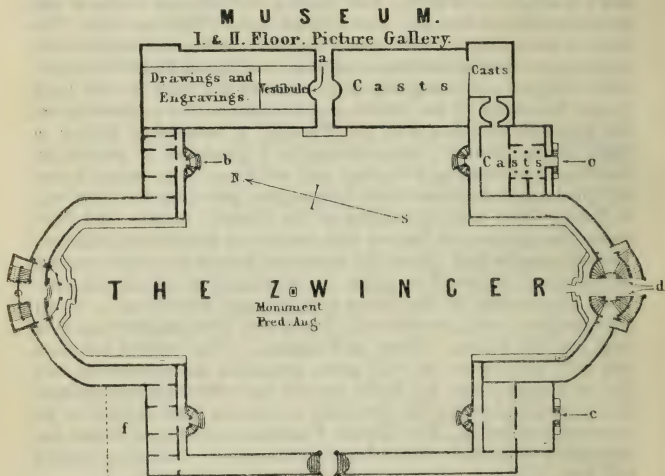 MUSEUM.
I. & II. Floor. Picture Gallery.
a
Drawings and
Engravings.
Vestibule
Casts
Casts
b
Casts
c
N
S
THE ZWINGER
d
Monument
Fred. Aug.
e
f
c